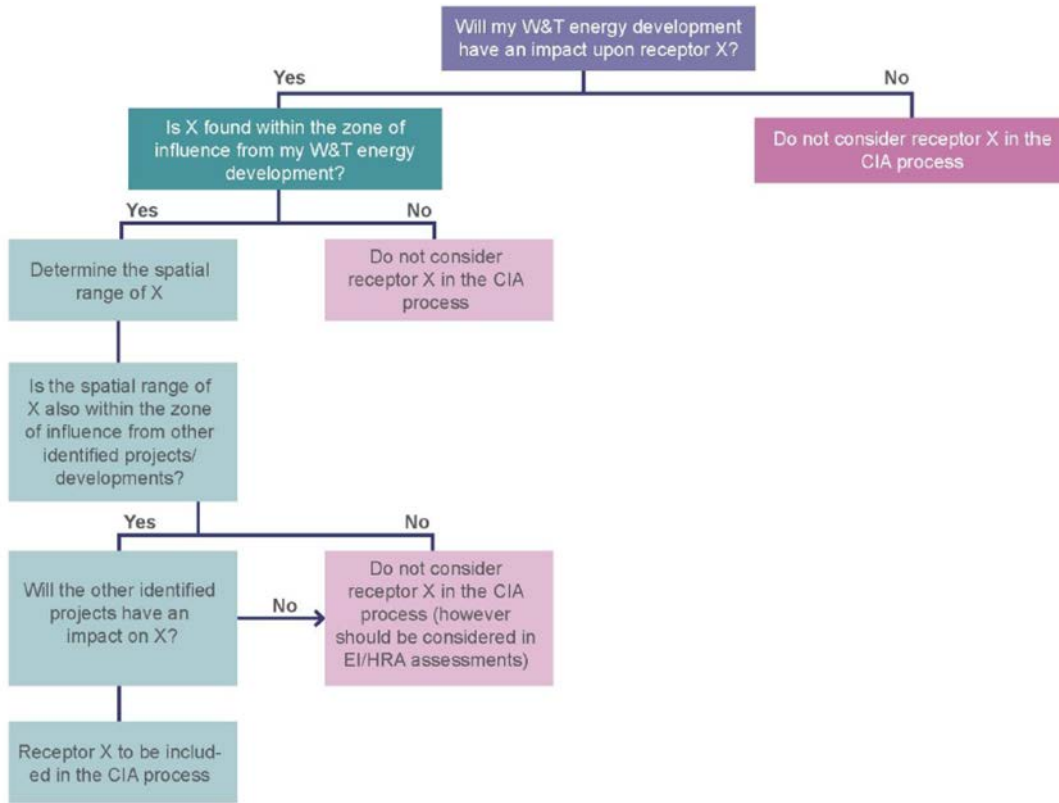 Will my W&T energy development
have an impact upon receptor X?
Yes
No
Is X found within the zone of
influence from my W&T energy
development?
Do not consider receptor X in the
CIA process
Yes
No
Determine the spatial
range of X
Do not consider
receptor X in the CIA
process
Is the spatial range of
X also within the zone
of influence from other
identified projects/
developments?
Yes
No
Will the other identified
projects have an
impact on X?
No
Do not consider
receptor X in the CIA
process (however
should be considered in
EI/HRA assessments)
Receptor X to be includ-
ed in the CIA process